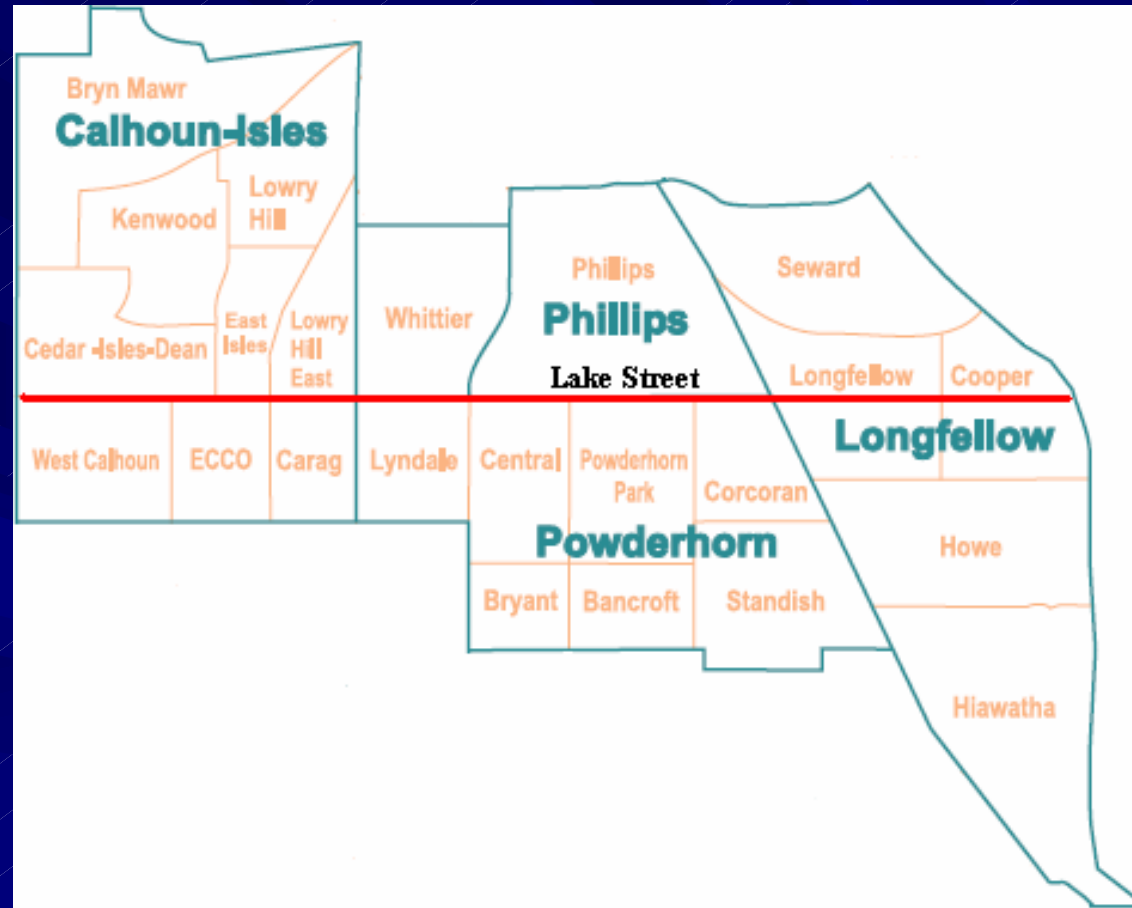 Bryn Mawr
Calhoun-Isles
Lowry
Hill
Kenwood
Phillips
Seward
Whittier
Phillips
East
Isles
Lowry
Hill
East
Cedar -Isles-Dean
Lake Street
Longfellow
Cooper
Longfellow
West Calhoun
ECCO
Carag
Lyndale
Central
Powderhorn
Park
Corcoran
Powderhorn
Howe
Bryant
Bancroft
Standish
Hiawatha